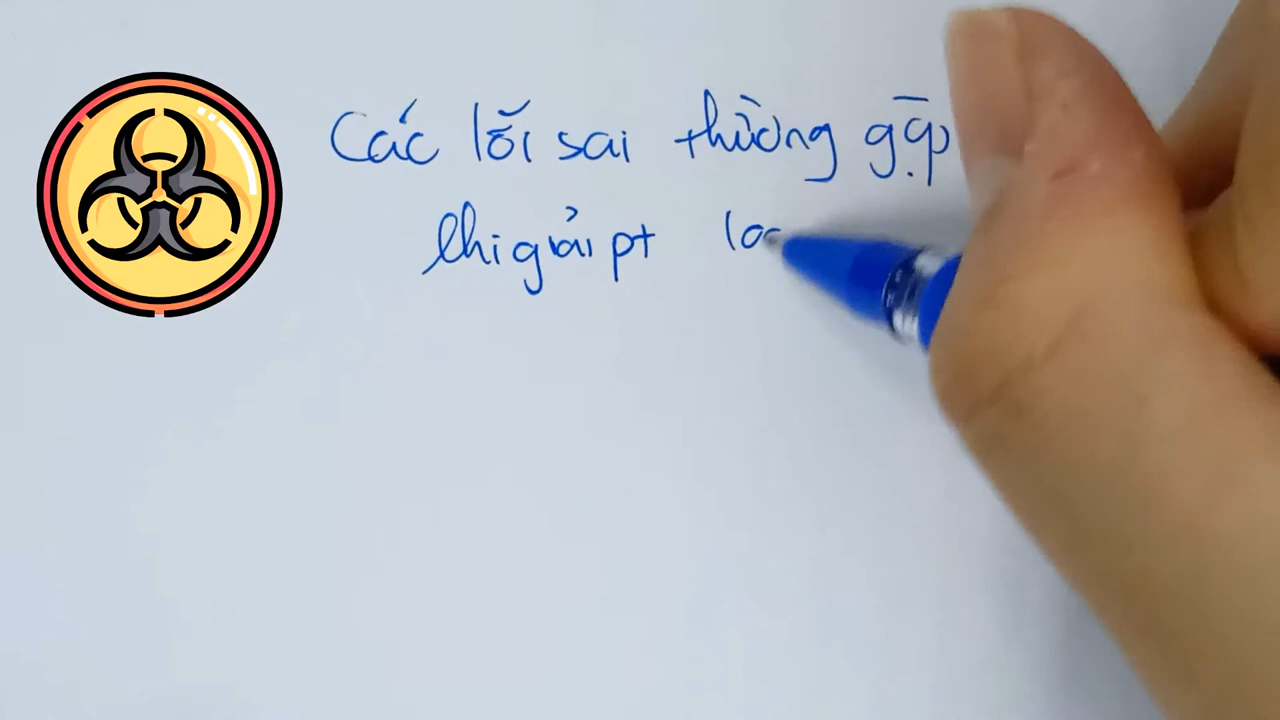 Các lỗi sai thường gặp
khi giải pt